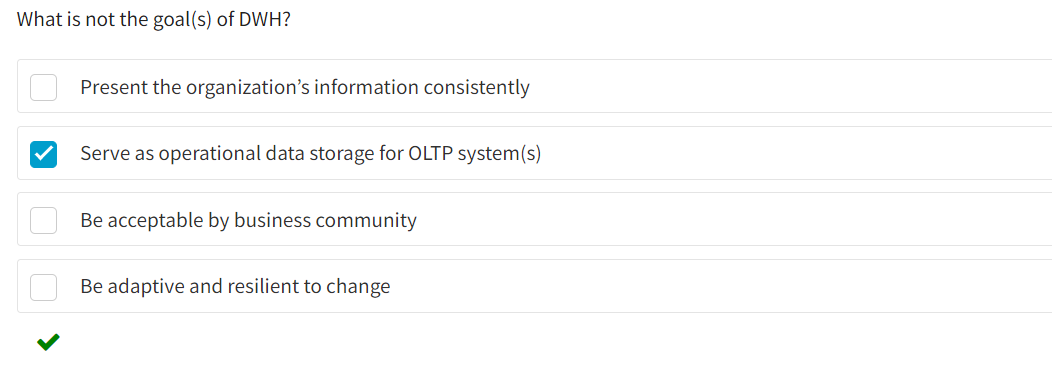 What is not the goal(s) of DWH?
Present the organization’s information consistently
Serve as operational data storage for OLTP system(s)
Be acceptable by business community
Be adaptive and resilient to change